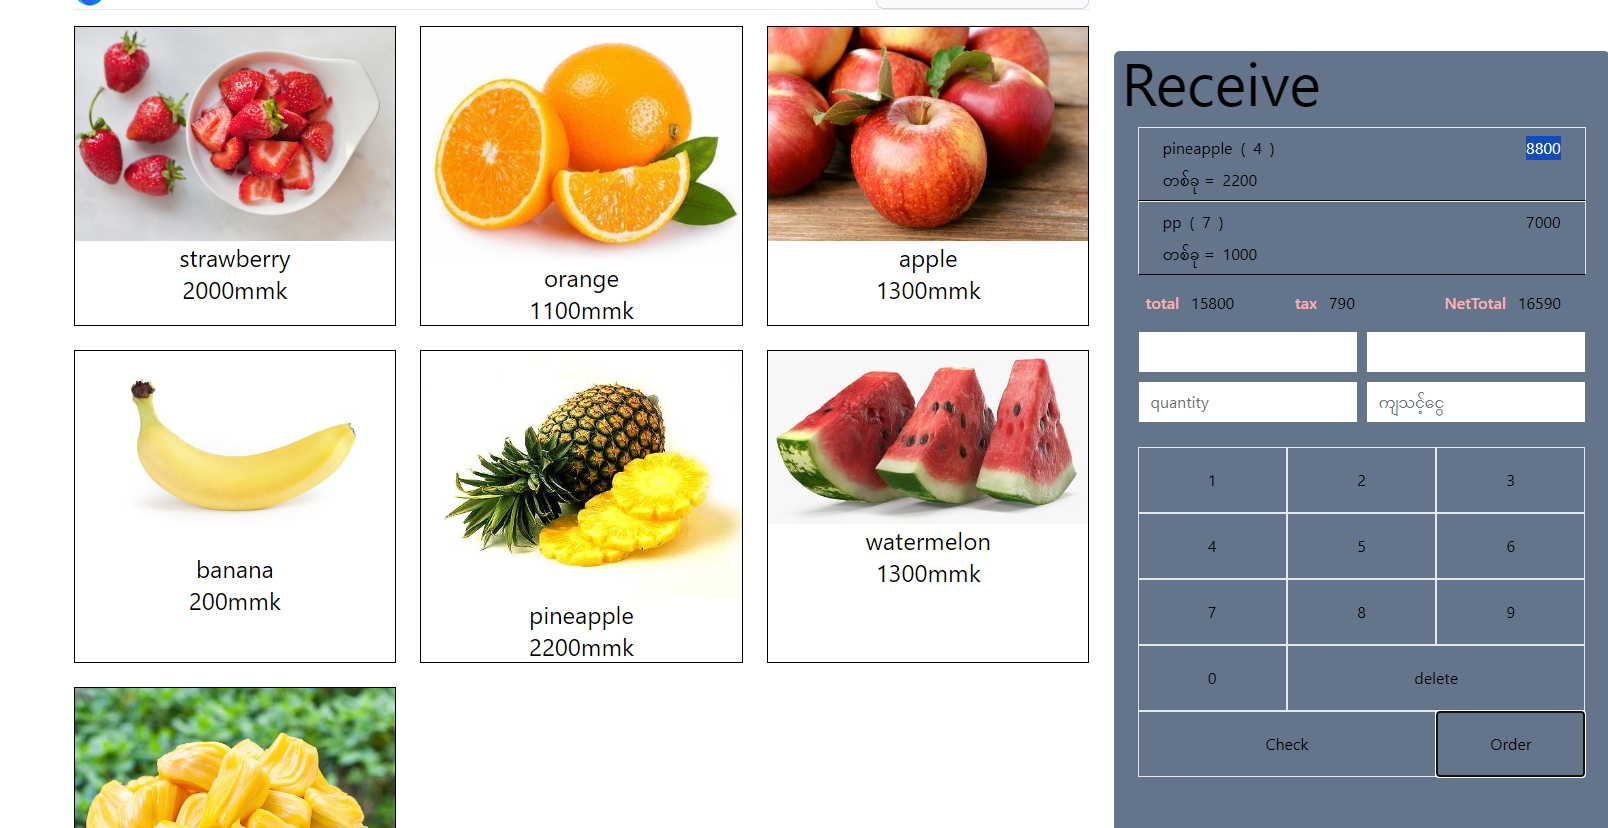 strawberry
2000mmk
orange
1100mmk
apple
1300mmk
banana
200mmk
pineapple
2200mmk
watermelon
1300mmk
Receive
pineapple ( 4 ) 8800
တစ်ခု = 2200
pp ( 7 ) 7000
တစ်ခု = 1000
total 15800 tax 790 NetTotal 16590
quantity ကျသင့်ငွေ
1 2 3
4 5 6
7 8 9
0 delete
Check Order